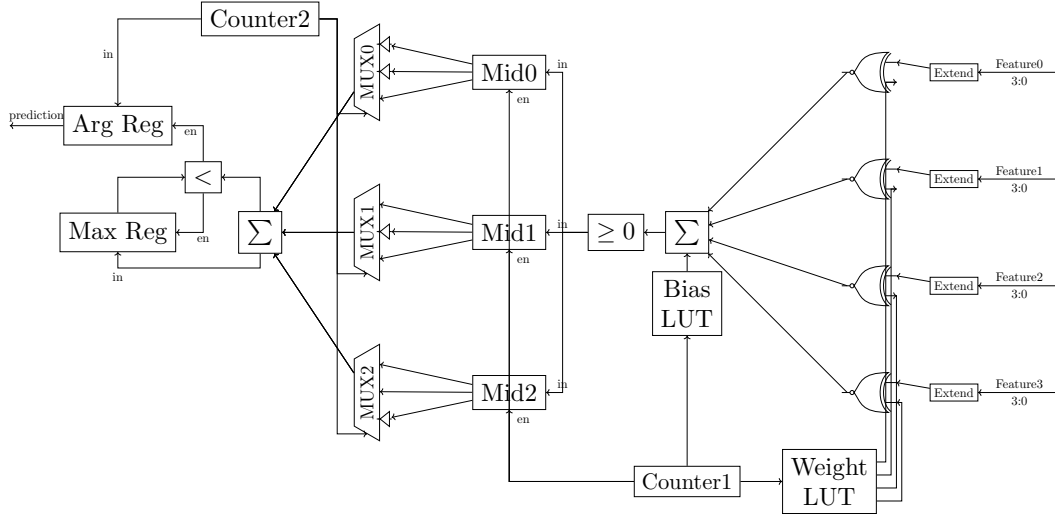 Counter2
in
prediction
Arg Reg
en
<
Max Reg
en
in
∑
MUX0
MUX1
MUX2
Mid0
in
en
Mid1
in
en
Mid2
in
en
≥ 0
∑
Bias
LUT
Counter1
Weight
LUT
Extend
Feature0
3:0
Extend
Feature1
3:0
Extend
Feature2
3:0
Extend
Feature3
3:0